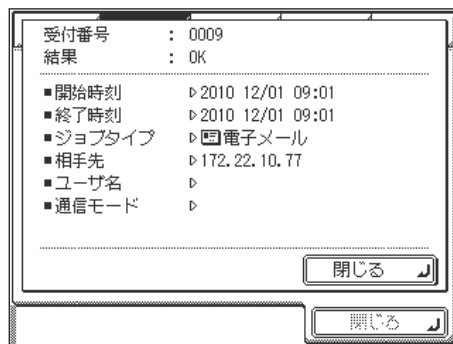 受付番号 : 0009
結果 : OK
■開始時刻 ▷2010 12/01 09:01
■終了時刻 ▷2010 12/01 09:01
■ジョブタイプ ▷電子メール
■相手先 ▷172.22.10.77
■ユーザ名 ▷
■通信モード ▷
閉じる
閉じる